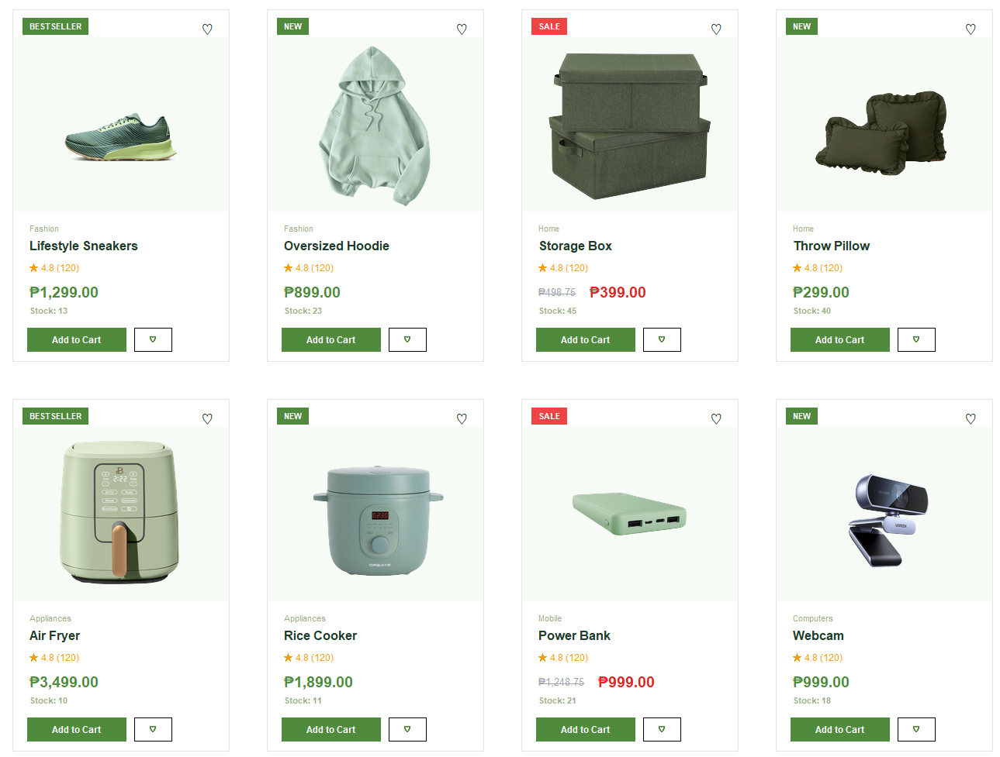 BESTSELLER
Fashion
Lifestyle Sneakers
★ 4.8 (120)
₱1,299.00
Stock: 13
Add to Cart
NEW
Fashion
Oversized Hoodie
★ 4.8 (120)
₱899.00
Stock: 23
Add to Cart
SALE
Home
Storage Box
★ 4.8 (120)
₱498.75 ₱399.00
Stock: 45
Add to Cart
NEW
Home
Throw Pillow
★ 4.8 (120)
₱299.00
Stock: 40
Add to Cart
BESTSELLER
2:22
Appliances
Air Fryer
★ 4.8 (120)
₱3,499.00
Stock: 10
Add to Cart
NEW
02:30
CREATE
Appliances
Rice Cooker
★ 4.8 (120)
₱1,899.00
Stock: 11
Add to Cart
SALE
Mobile
Power Bank
★ 4.8 (120)
₱1,248.75 ₱999.00
Stock: 21
Add to Cart
NEW
UGREEN
Computers
Webcam
★ 4.8 (120)
₱999.00
Stock: 18
Add to Cart